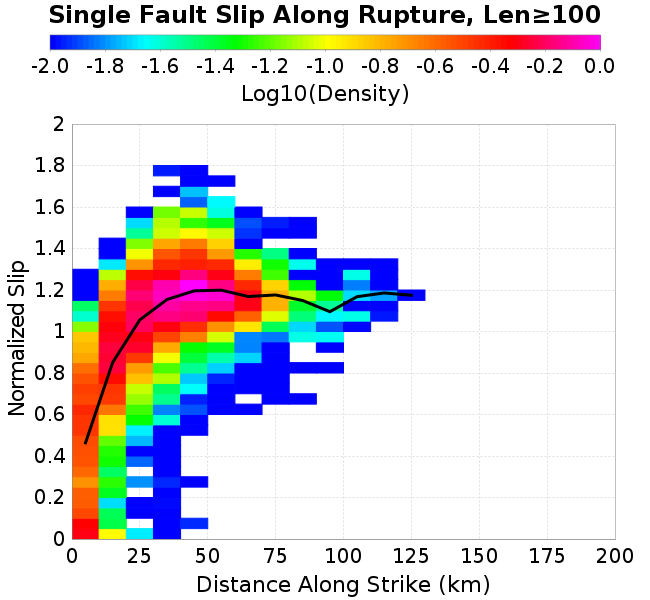 Single Fault Slip Along Rupture, Len≥100
-2.0 -1.8 -1.6 -1.4 -1.2 -1.0 -0.8 -0.6 -0.4 -0.2 0.0
Log10(Density)
2
1.8
1.6
1.4
1.2
1
0.8
0.6
0.4
0.2
0
Normalized Slip
0 25 50 75 100 125 150 175 200
Distance Along Strike (km)